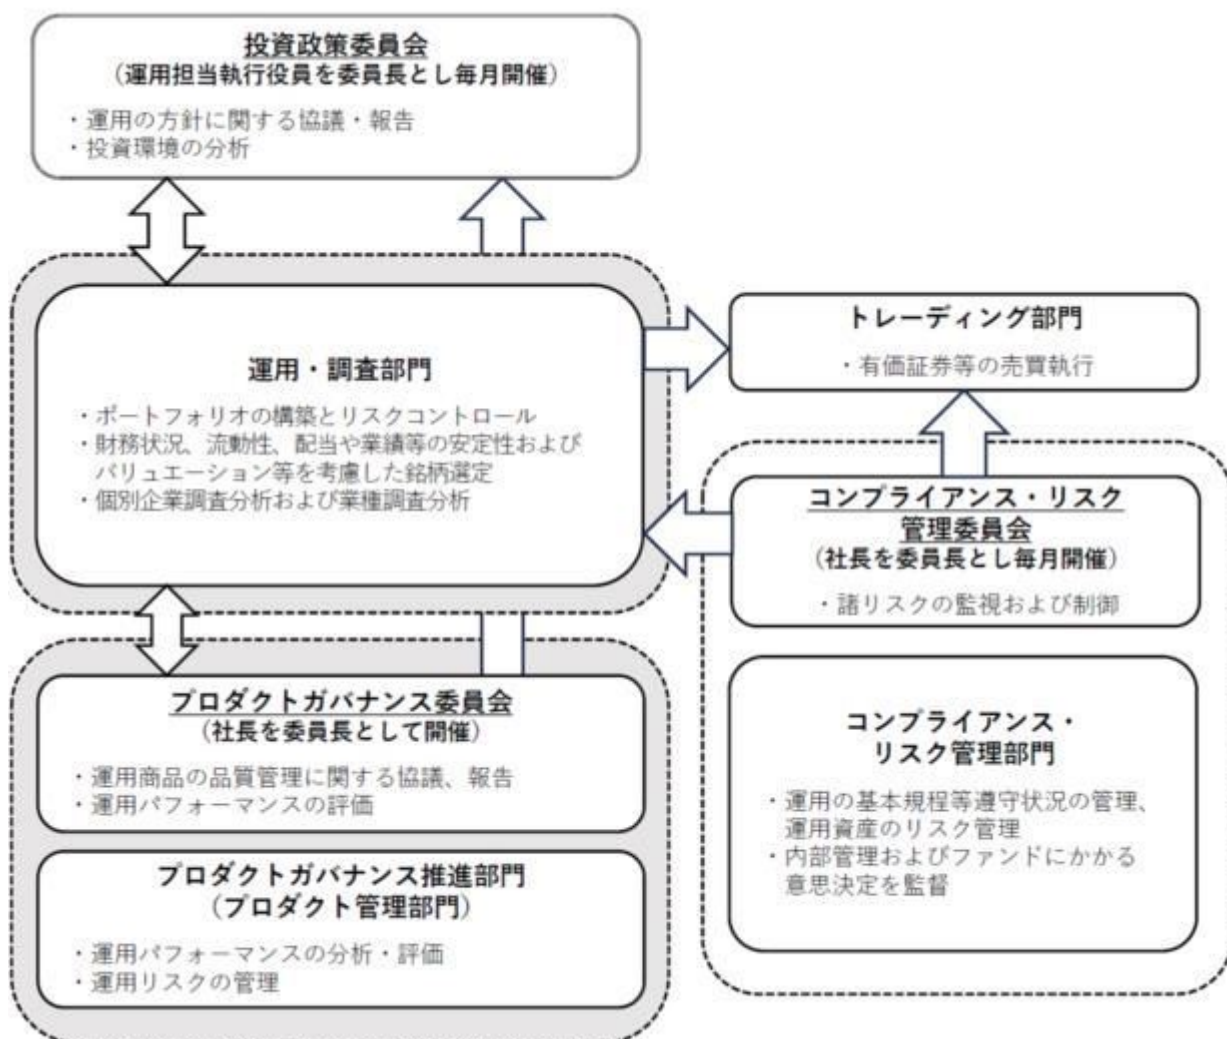 投資政策委員会
(運用担当執行役員を委員長とし毎月開催)
・運用の方針に関する協議・報告
・投資環境の分析
運用・調査部門
・ポートフォリオの構築とリスクコントロール
・財務状況、流動性、配当や業績等の安定性および
バリュエーション等を考慮した銘柄選定
・個別企業調査分析および業種調査分析
トレーディング部門
・有価証券等の売買執行
コンプライアンス・リスク
管理委員会
(社長を委員長とし毎月開催)
・諸リスクの監視および制御
プロダクトガバナンス委員会
(社長を委員長として開催)
・運用商品の品質管理に関する協議、報告
・運用パフォーマンスの評価
プロダクトガバナンス推進部門
(プロダクト管理部門)
・運用パフォーマンスの分析・評価
・運用リスクの管理
コンプライアンス・
リスク管理部門
・運用の基本規程等遵守状況の管理、
運用資産のリスク管理
・内部管理およびファンドにかかる
意思決定を監督